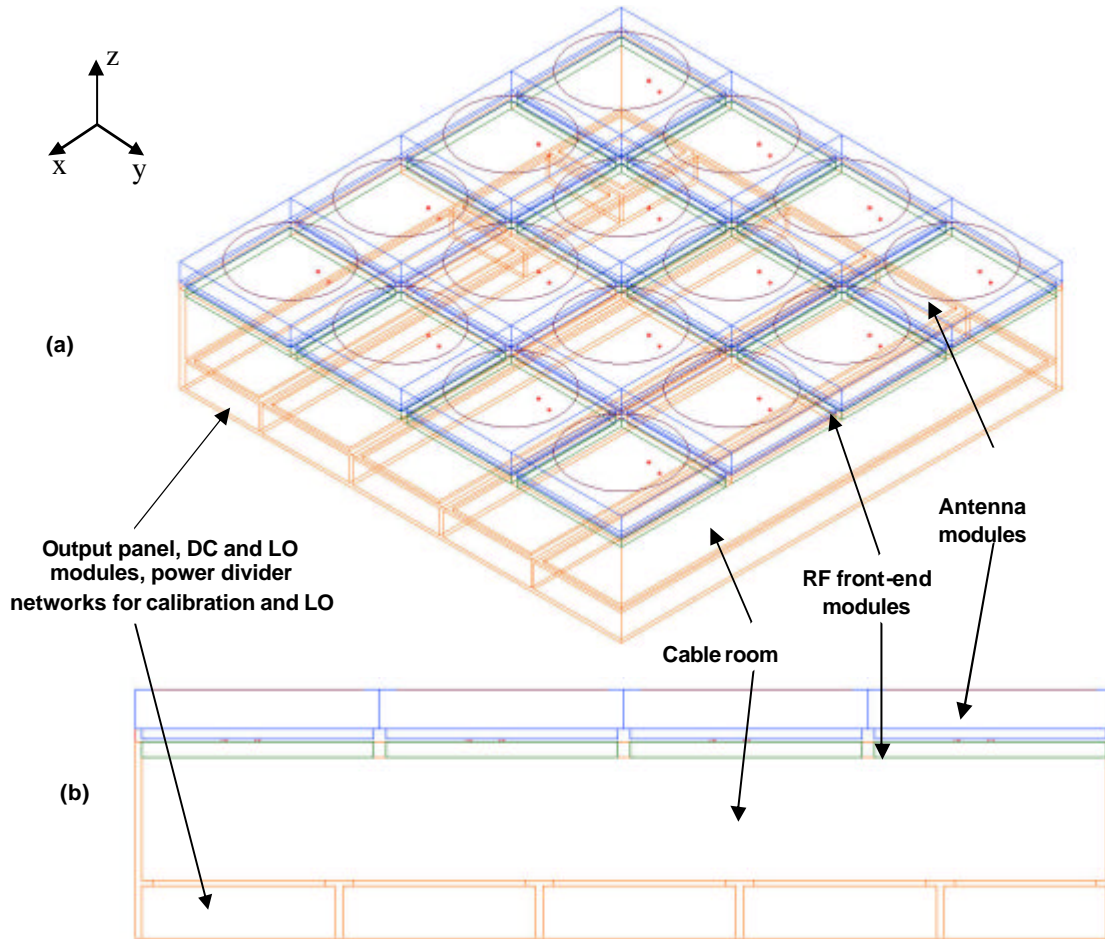 z
x
y
(a)
Output panel, DC and LO
modules, power divider
networks for calibration and LO
Antenna
modules
RF front-end
modules
Cable room
(b)